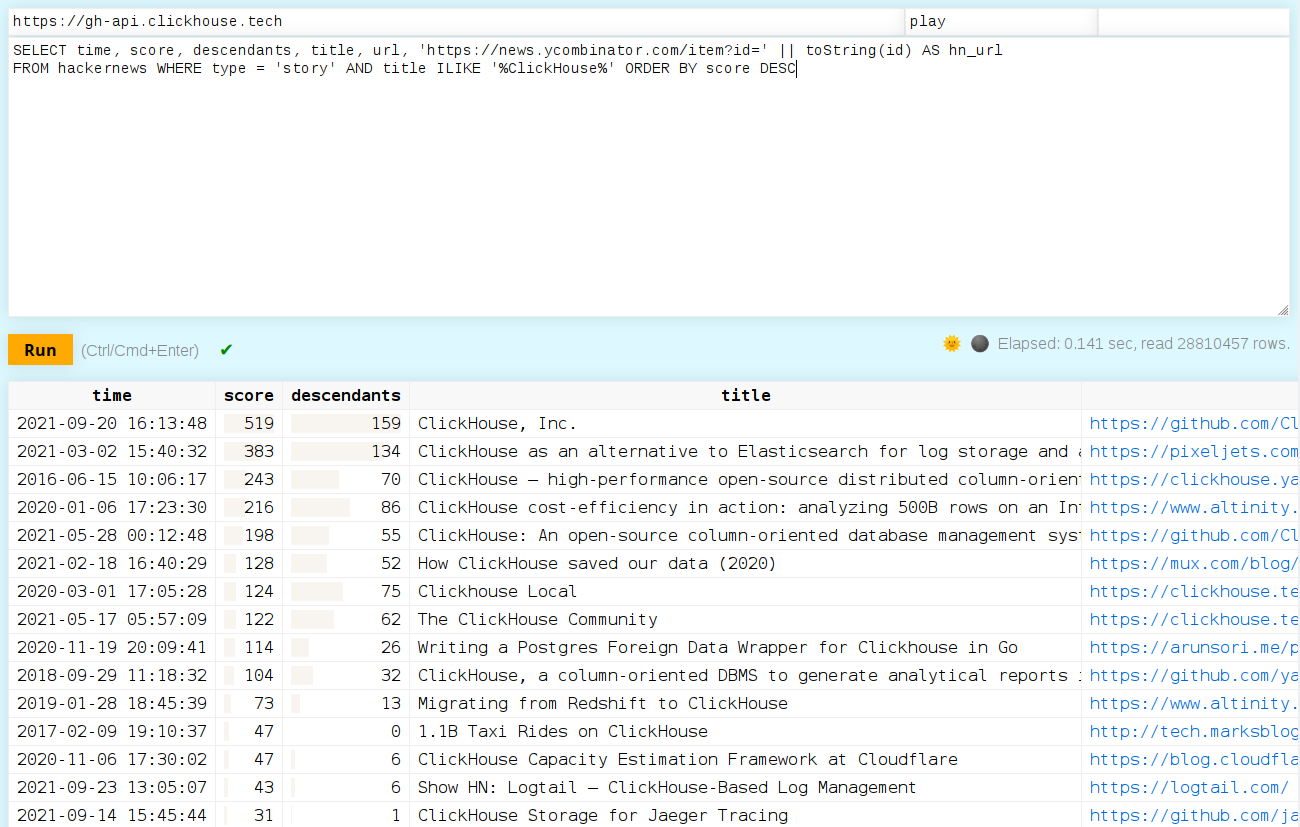 https://gh-api.clickhouse.tech play
SELECT time, score, descendants, title, url, 'https://news.ycombinator.com/item?id=' || toString(id) AS hn_url
FROM hackernews WHERE type = 'story' AND title ILIKE '%ClickHouse%' ORDER BY score DESC
Run (Ctrl/Cmd+Enter) ✔ Elapsed: 0.141 sec, read 28810457 rows.
time score descendants title
2021-09-20 16:13:48 519 159 ClickHouse, Inc. https://github.com/Cl
2021-03-02 15:40:32 383 134 ClickHouse as an alternative to Elasticsearch for log storage and https://pixeljets.com
2016-06-15 10:06:17 243 70 ClickHouse – high-performance open-source distributed column-orien https://clickhouse.ya
2020-01-06 17:23:30 216 86 ClickHouse cost-efficiency in action: analyzing 500B rows on an In https://www.altinity.
2021-05-28 00:12:48 198 55 ClickHouse: An open-source column-oriented database management syst https://github.com/Cl
2021-02-18 16:40:29 128 52 How ClickHouse saved our data (2020) https://mux.com/blog/
2020-03-01 17:05:28 124 75 Clickhouse Local https://clickhouse.te
2021-05-17 05:57:09 122 62 The ClickHouse Community https://clickhouse.te
2020-11-19 20:09:41 114 26 Writing a Postgres Foreign Data Wrapper for Clickhouse in Go https://arunsori.me/p
2018-09-29 11:18:32 104 32 ClickHouse, a column-oriented DBMS to generate analytical reports https://github.com/ya
2019-01-28 18:45:39 73 13 Migrating from Redshift to ClickHouse https://www.altinity.
2017-02-09 19:10:37 47 0 1.1B Taxi Rides on ClickHouse http://tech.marksblog
2020-11-06 17:30:02 47 6 ClickHouse Capacity Estimation Framework at Cloudflare https://blog.cloudfla
2021-09-23 13:05:07 43 6 Show HN: Logtail – ClickHouse-Based Log Management https://logtail.com/
2021-09-14 15:45:44 31 1 ClickHouse Storage for Jaeger Tracing https://github.com/ja